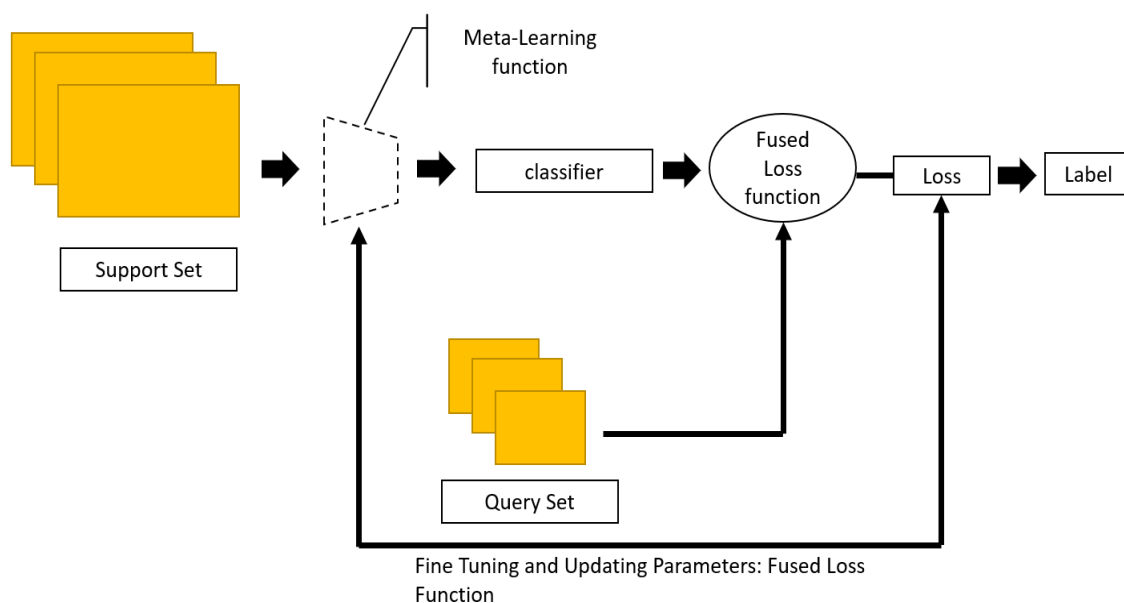 Meta-Learning
function
Fused
Loss
function
classifier
Loss
Label
Support Set
Query Set
Fine Tuning and Updating Parameters: Fused Loss
Function